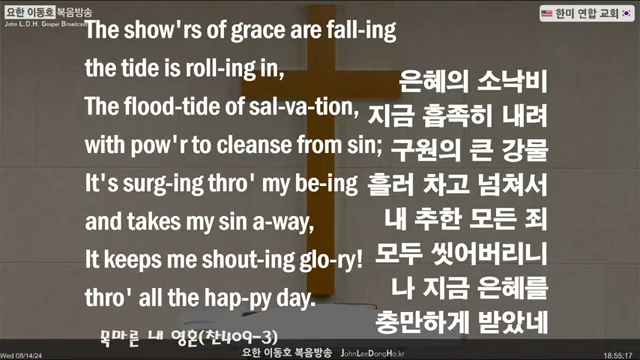 요한 이동호 복음방송
John L.D.H. Gospel Broadcast
한미 연합 교회
The show'rs of grace are fall-ing
the tide is roll-ing in,
The flood-tide of sal-va-tion,
with pow'r to cleanse from sin;
It's surg-ing thro' my be-ing
and takes my sin a-way,
It keeps me shout-ing glo-ry!
thro' all the hap-py day.
은혜의 소낙비
지금 흡족히 내려
구원의 큰 강물
흘러 차고 넘쳐서
내 추한 모든 죄
모두 씻어버리니
나 지금 은혜를
충만하게 받았네
목마른 내 영혼(찬409-3)
Wed 08/14/24
요한 이동호 복음방송 JohnLeeDongHo.kr
18:55:17